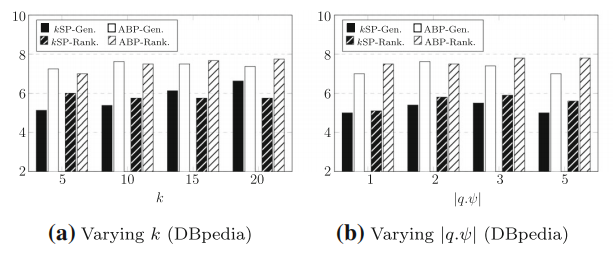 10
8
6
4
2
kSP-Gen. ABP-Gen.
kSP-Rank. ABP-Rank.
5 10 15 20
k
(a) Varying k (DBpedia)
10
8
6
4
2
kSP-Gen. ABP-Gen.
kSP-Rank. ABP-Rank.
1 2 3 5
|q.ψ|
(b) Varying |q.ψ| (DBpedia)